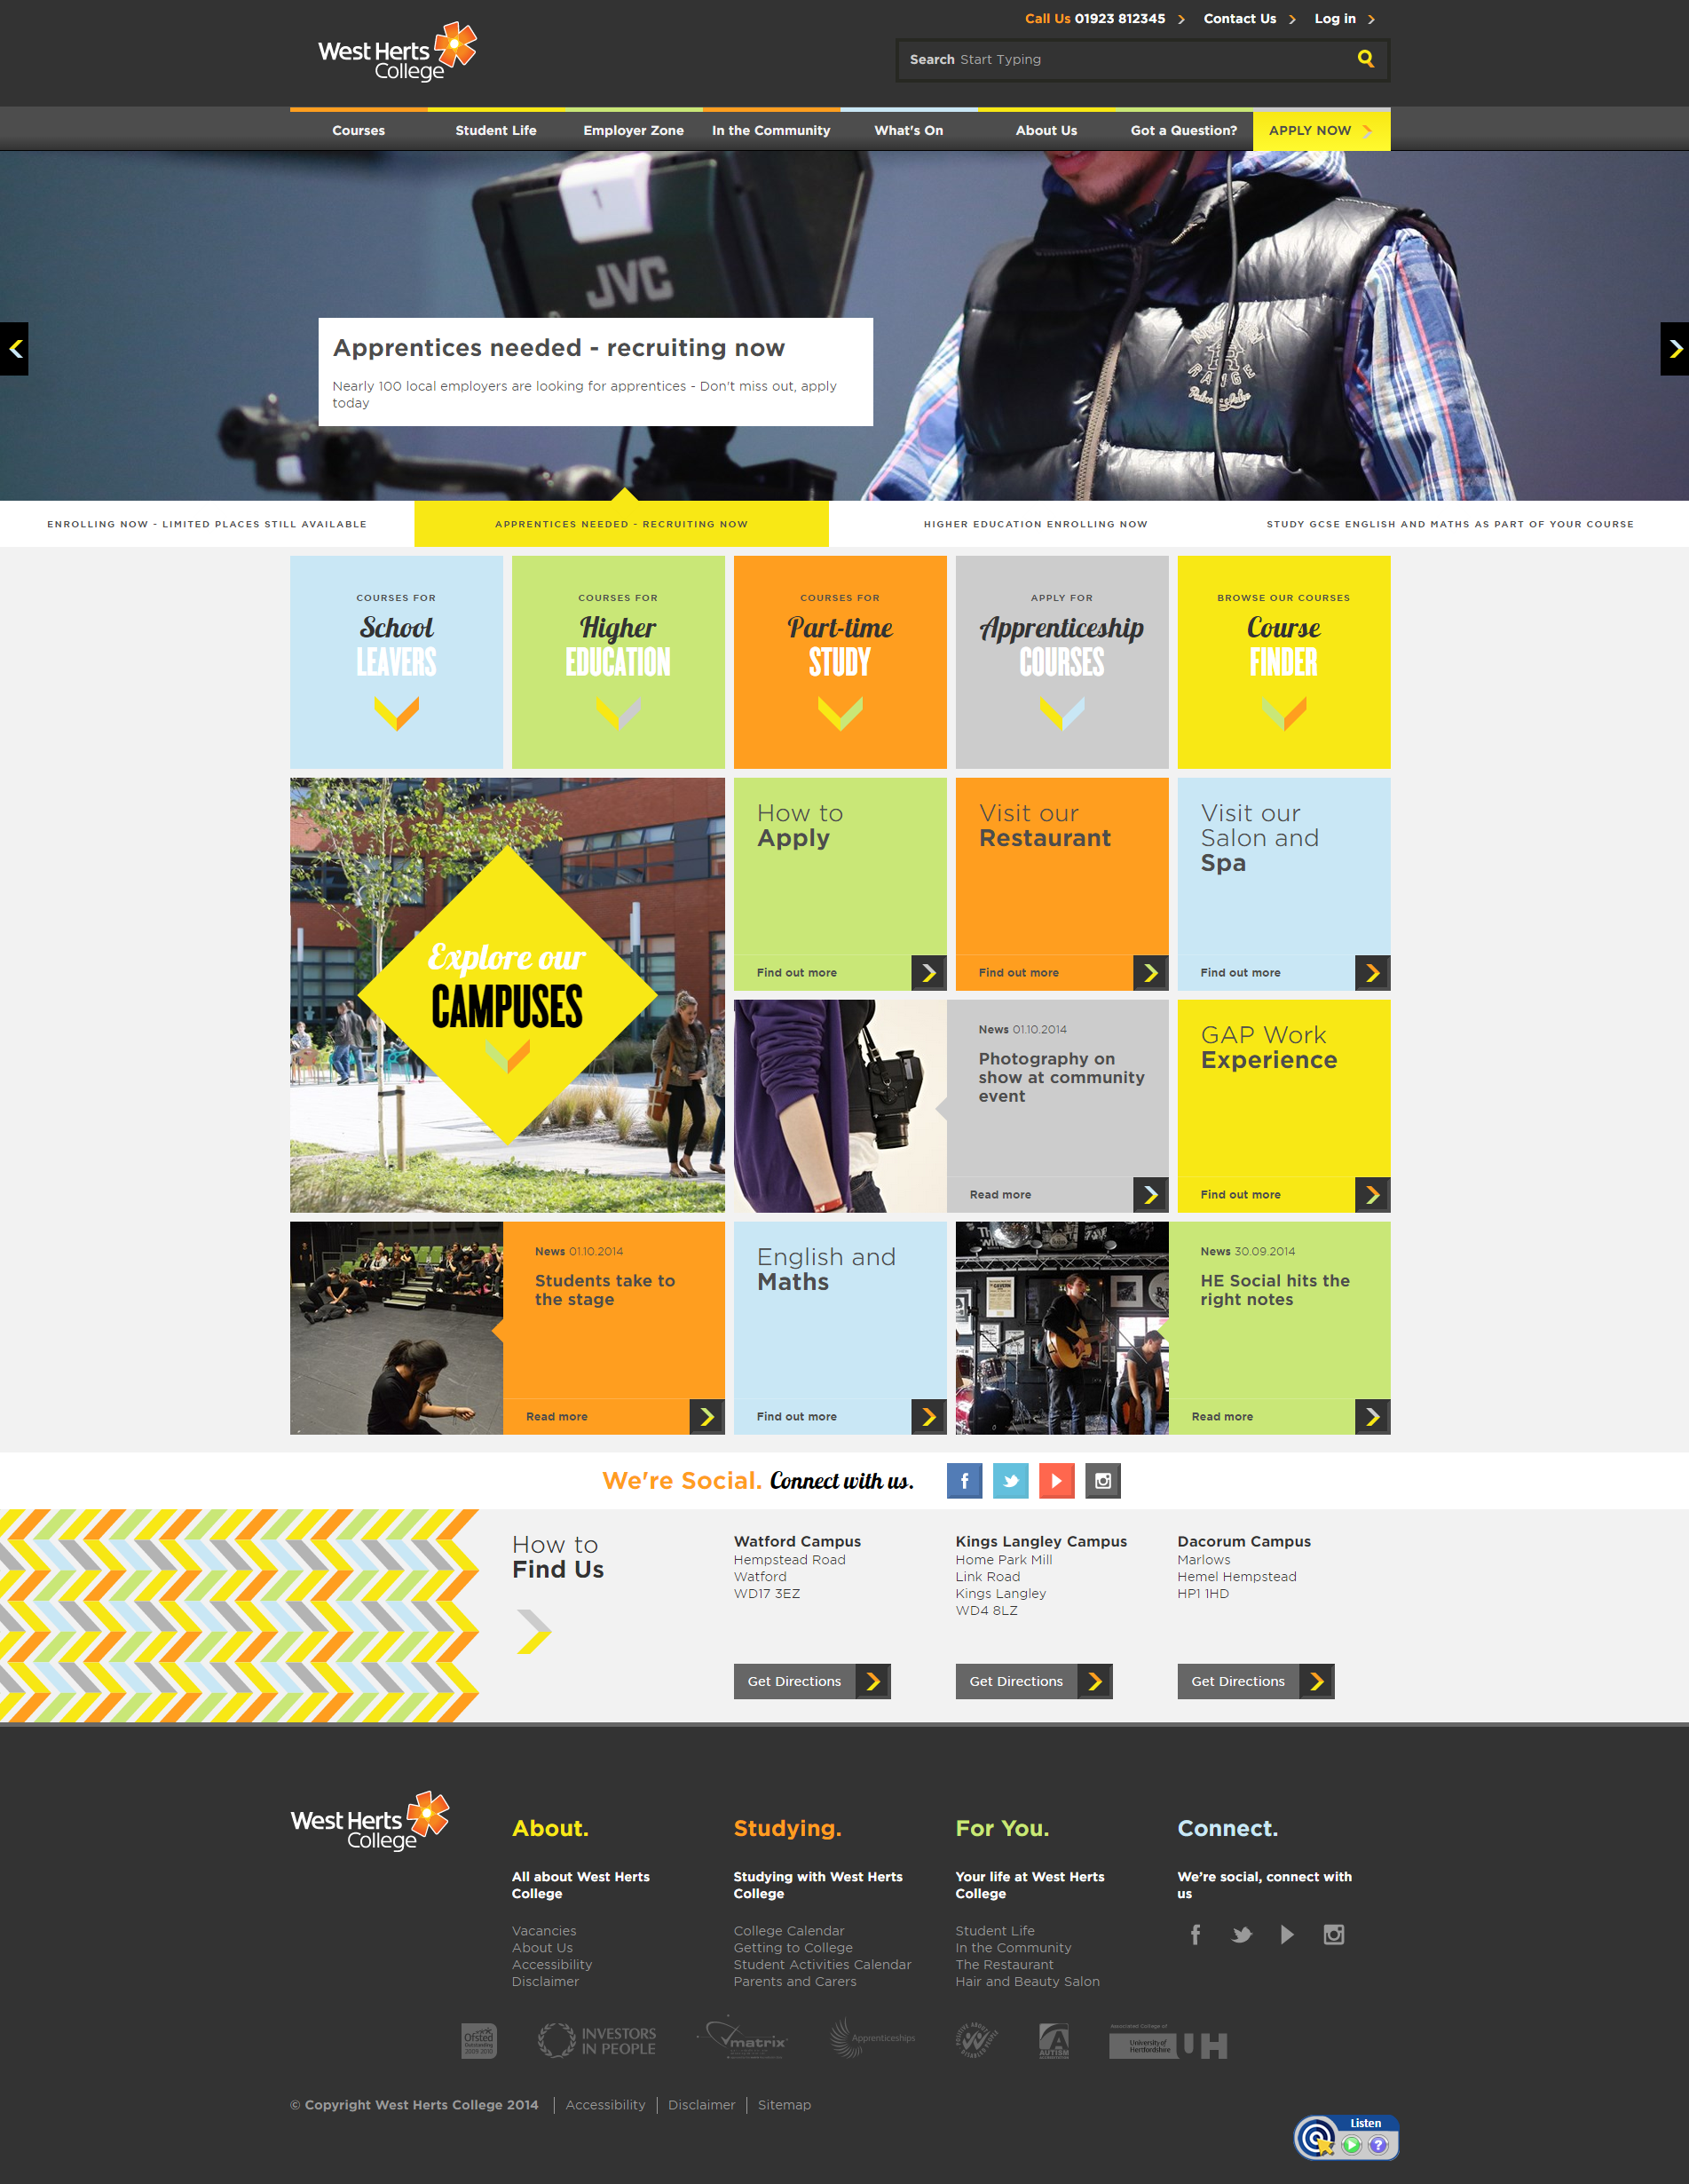 Call Us 01923 812345
Contact Us
Log in
West Herts
College
Search Start Typing
Courses
Student Life
Employer Zone
In the Community
What's On
About Us
Got a Question?
APPLY NOW
1
JVC
Apprentices needed - recruiting now
Nearly 100 local employers are looking for apprentices - Don't miss out, apply
today
ENROLLING NOW - LIMITED PLACES STILL AVAILABLE
APPRENTICES NEEDED - RECRUITING NOW
HIGHER EDUCATION ENROLLING NOW
STUDY GCSE ENGLISH AND MATHS AS PART OF YOUR COURSE
COURSES FOR
School
LEAVERS
COURSES FOR
Higher
EDUCATION
COURSES FOR
Part-time
STUDY
APPLY FOR
Apprenticeship
COURSES
BROWSE OUR COURSES
Course
FINDER
Explore our
CAMPUSES
How to
Apply
Find out more
Visit our
Restaurant
Find out more
Visit our
Salon and
Spa
Find out more
News 01.10.2014
Photography on
show at community
event
Read more
GAP Work
Experience
Find out more
News 01.10.2014
Students take to
the stage
Read more
English and
Maths
Find out more
News 30.09.2014
HE Social hits the
right notes
Read more
We're Social. Connect with us.
How to
Find Us
Watford Campus
Hempstead Road
Watford
WD17 3EZ
Get Directions
Kings Langley Campus
Home Park Mill
Link Road
Kings Langley
WD4 8LZ
Get Directions
Dacorum Campus
Marlows
Hemel Hempstead
HP1 1HD
Get Directions
West Herts
College
About.
All about West Herts
College
Vacancies
About Us
Accessibility
Disclaimer
Studying.
Studying with West Herts
College
College Calendar
Getting to College
Student Activities Calendar
Parents and Carers
For You.
Your life at West Herts
College
Student Life
In the Community
The Restaurant
Hair and Beauty Salon
Connect.
We're social, connect with
us
Ofsted
Outstanding
2009|2010
INVESTORS
IN PEOPLE
matrix
Apprenticeships
POSITIVE ABOUT
DISABLED PEOPLE
AUTISM
Associated College of
University of
Hertfordshire
UH
© Copyright West Herts College 2014
Accessibility
Disclaimer
Sitemap
Listen
?